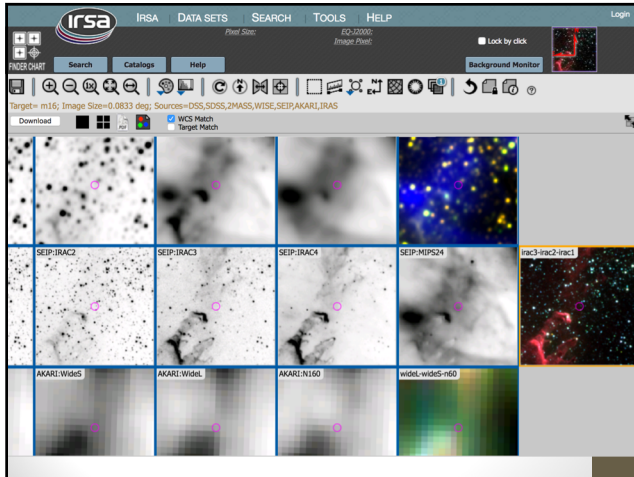 irsa
IRSA DATA SETS SEARCH TOOLS HELP
Login
Pixel Size: EQ-J2000:
Image Pixel:
Lock by click
FINDER CHART
Search Catalogs Help
Background Monitor
Target= m16; Image Size=0.0833 deg; Sources=DSS,SDSS,2MASS,WISE,SEIP,AKARI,IRAS
Download
PDF
WCS Match
Target Match
SEIP:IRAC2 SEIP:IRAC3 SEIP:IRAC4 SEIP:MIPS24 irac3-irac2-irac1
AKARI:WideS AKARI:WideL AKARI:N160 wideL-wideS-n60